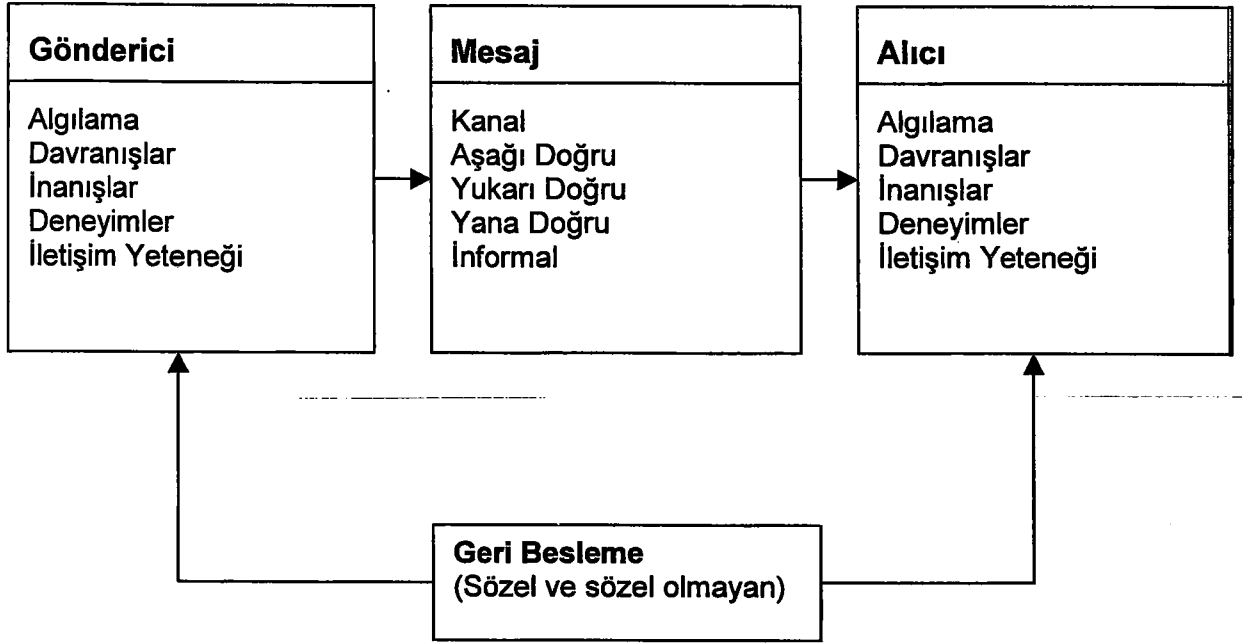 Gönderici
Algılama
Davranışlar
İnanışlar
Deneyimler
İletişim Yeteneği
Mesaj
Kanal
Aşağı Doğru
Yukarı Doğru
Yana Doğru
İnformal
Alıcı
Algılama
Davranışlar
İnanışlar
Deneyimler
İletişim Yeteneği
Geri Besleme
(Sözel ve sözel olmayan)